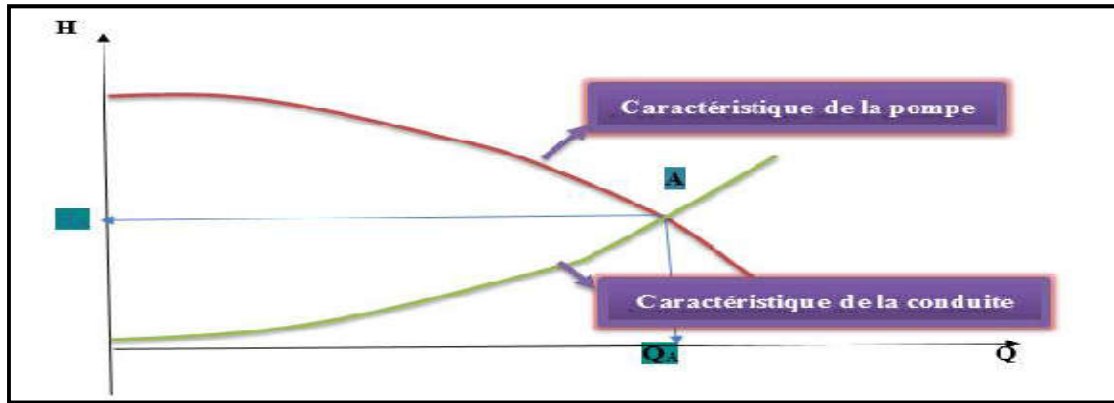 H
Caractéristique de la pompe
A
Caractéristique de la conduite
QA
Q